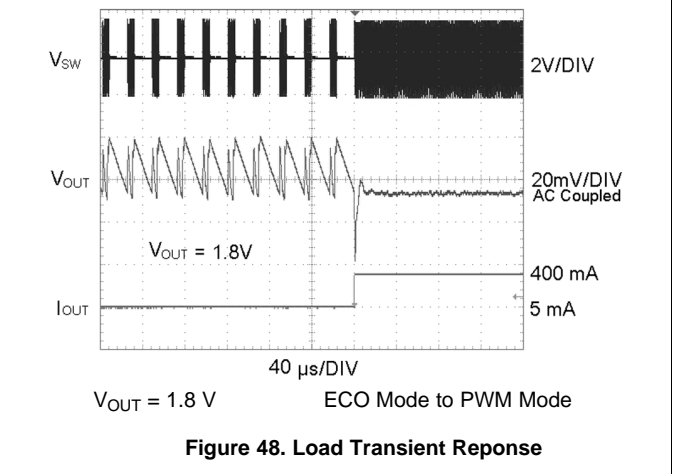 VSW
2V/DIV
VOUT
20mV/DIV
AC Coupled
VOUT = 1.8V
400 mA
IOUT
5 mA
40 µs/DIV
VOUT = 1.8 V
ECO Mode to PWM Mode
Figure 48. Load Transient Reponse